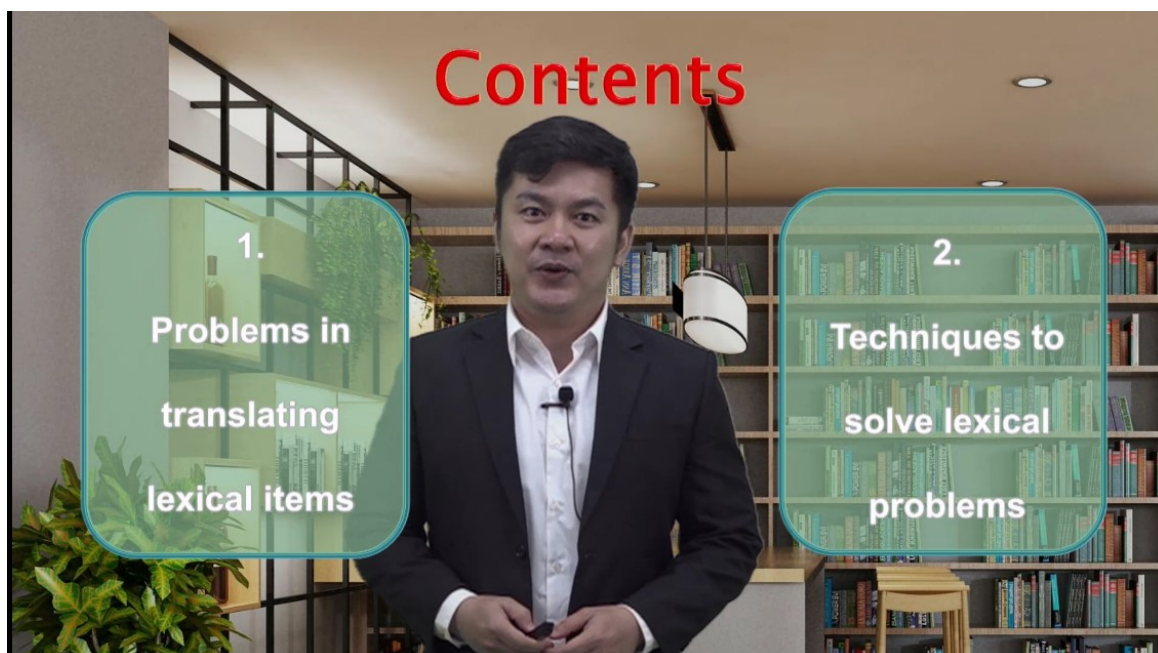 Contents
1.
Problems in
translating
lexical items
2.
Techniques to
solve lexical
problems